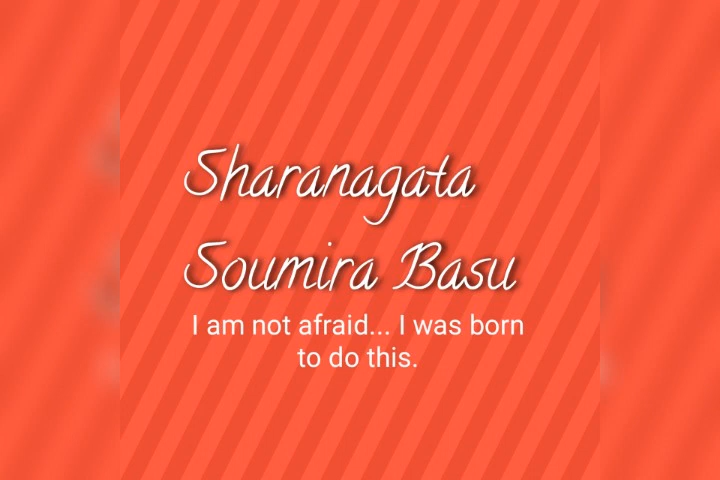 Sharanagata
Soumira Basu
I am not afraid... I was born
to do this.